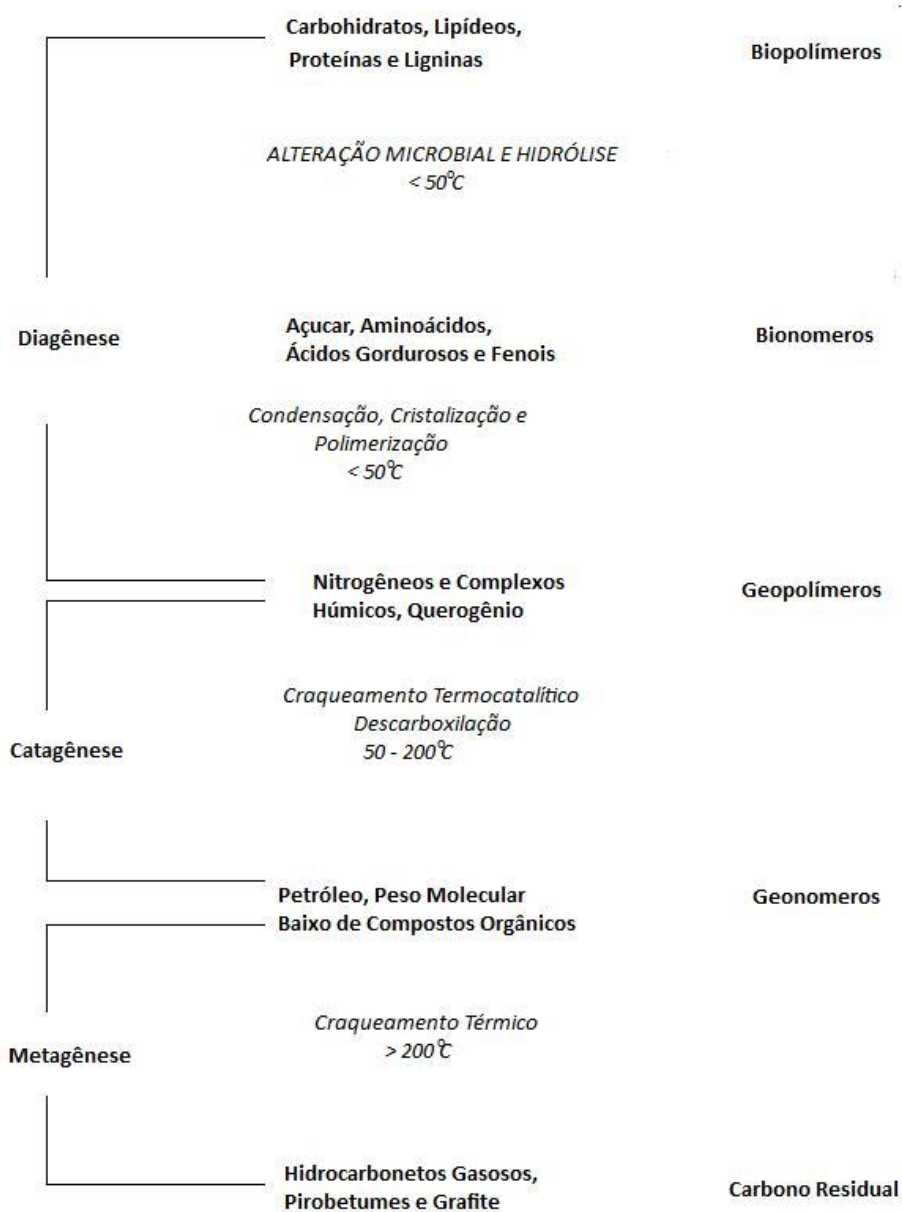 Carbohidratos, Lipídeos,
Proteínas e Ligninas
Biopolímeros
ALTERAÇÃO MICROBIAL E HIDRÓLISE
< 50°C
Diagênese
Açucar, Aminoácidos,
Ácidos Gordurosos e Fenois
Bionomeros
Condensação, Cristalização e
Polimerização
< 50°C
Nitrogêneos e Complexos
Húmicos, Querogênio
Geopolímeros
Craqueamento Termocatalítico
Descarboxilação
50 - 200°C
Catagênese
Petróleo, Peso Molecular
Baixo de Compostos Orgânicos
Geonomeros
Craqueamento Térmico
> 200°C
Metagênese
Hidrocarbonetos Gasosos,
Pirobetumes e Grafite
Carbono Residual